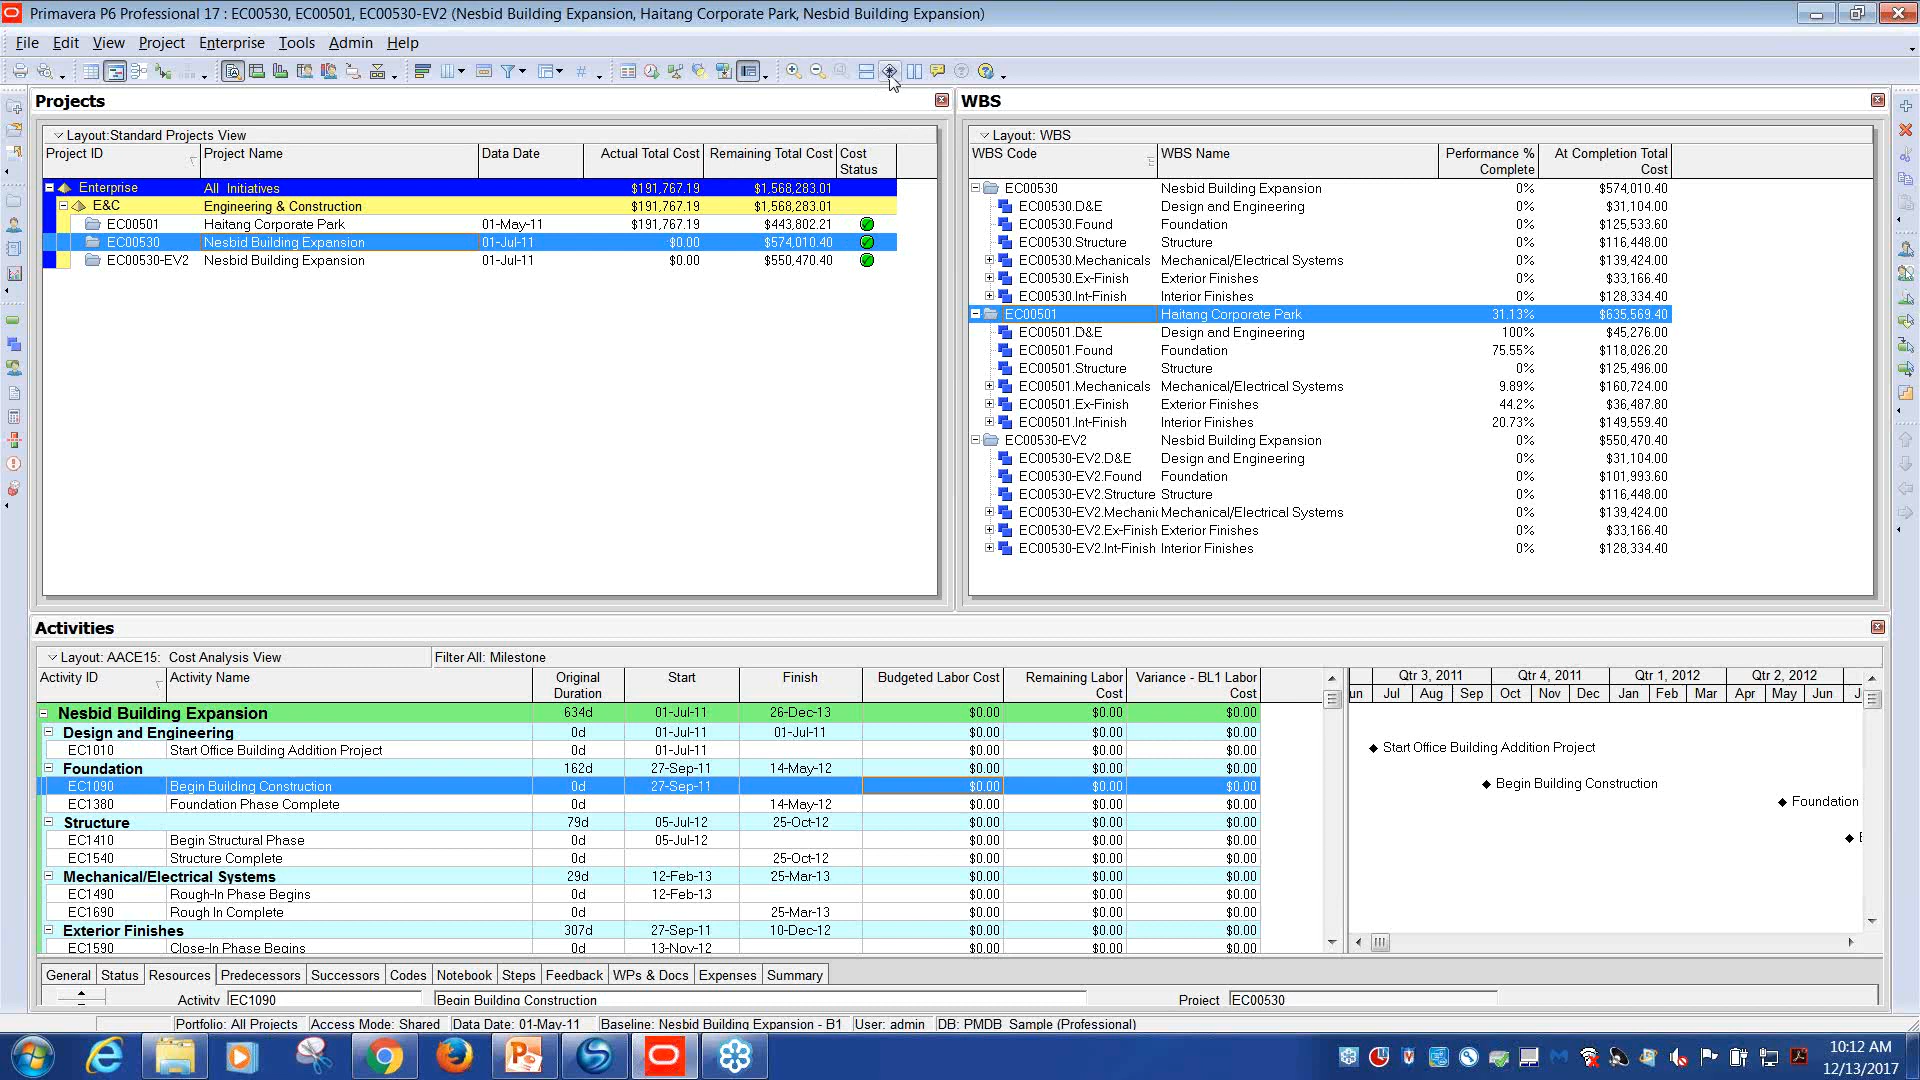 Primavera P6 Professional 17 : EC00530, EC00501, EC00530-EV2 (Nesbid Building Expansion, Haitang Corporate Park, Nesbid Building Expansion)
File Edit View Project Enterprise Tools Admin Help
Projects
Layout:Standard Projects View
Project ID Project Name Data Date Actual Total Cost Remaining Total Cost Cost Status
Enterprise All Initiatives $191,767.19 $1,568,283.01
E&C Engineering & Construction $191,767.19 $1,568,283.01
EC00501 Haitang Corporate Park 01-May-11 $191,767.19 $443,802.21
EC00530 Nesbid Building Expansion 01-Jul-11 $0.00 $574,010.40
EC00530-EV2 Nesbid Building Expansion 01-Jul-11 $0.00 $550,470.40
WBS
Layout: WBS
WBS Code WBS Name Performance % Complete At Completion Total Cost
EC00530 Nesbid Building Expansion 0% $574,010.40
EC00530.D&E Design and Engineering 0% $31,104.00
EC00530.Found Foundation 0% $125,533.60
EC00530.Structure Structure 0% $116,448.00
EC00530.Mechanicals Mechanical/Electrical Systems 0% $139,424.00
EC00530.Ex-Finish Exterior Finishes 0% $33,166.40
EC00530.Int-Finish Interior Finishes 0% $128,334.40
EC00501 Haitang Corporate Park 31.13% $635,569.40
EC00501.D&E Design and Engineering 100% $45,276.00
EC00501.Found Foundation 75.55% $118,026.20
EC00501.Structure Structure 0% $125,496.00
EC00501.Mechanicals Mechanical/Electrical Systems 9.89% $160,724.00
EC00501.Ex-Finish Exterior Finishes 44.2% $36,487.80
EC00501.Int-Finish Interior Finishes 20.73% $149,559.40
EC00530-EV2 Nesbid Building Expansion 0% $550,470.40
EC00530-EV2.D&E Design and Engineering 0% $31,104.00
EC00530-EV2.Found Foundation 0% $101,993.60
EC00530-EV2.Structure Structure 0% $116,448.00
EC00530-EV2.Mechanic Mechanical/Electrical Systems 0% $139,424.00
EC00530-EV2.Ex-Finish Exterior Finishes 0% $33,166.40
EC00530-EV2.Int-Finish Interior Finishes 0% $128,334.40
Activities
Layout: AACE15: Cost Analysis View Filter All: Milestone
Activity ID Activity Name Original Duration Start Finish Budgeted Labor Cost Remaining Labor Cost Variance - BL1 Labor Cost
Qtr 3, 2011 Qtr 4, 2011 Qtr 1, 2012 Qtr 2, 2012
un Jul Aug Sep Oct Nov Dec Jan Feb Mar Apr May Jun J
Nesbid Building Expansion 634d 01-Jul-11 26-Dec-13 $0.00 $0.00 $0.00
Design and Engineering 0d 01-Jul-11 01-Jul-11 $0.00 $0.00 $0.00
EC1010 Start Office Building Addition Project 0d 01-Jul-11 $0.00 $0.00 $0.00 Start Office Building Addition Project
Foundation 162d 27-Sep-11 14-May-12 $0.00 $0.00 $0.00
EC1090 Begin Building Construction 0d 27-Sep-11 $0.00 $0.00 $0.00 Begin Building Construction
EC1380 Foundation Phase Complete 0d 14-May-12 $0.00 $0.00 $0.00 Foundation
Structure 79d 05-Jul-12 25-Oct-12 $0.00 $0.00 $0.00
EC1410 Begin Structural Phase 0d 05-Jul-12 $0.00 $0.00 $0.00
EC1540 Structure Complete 0d 25-Oct-12 $0.00 $0.00 $0.00
Mechanical/Electrical Systems 29d 12-Feb-13 25-Mar-13 $0.00 $0.00 $0.00
EC1490 Rough-In Phase Begins 0d 12-Feb-13 $0.00 $0.00 $0.00
EC1690 Rough In Complete 0d 25-Mar-13 $0.00 $0.00 $0.00
Exterior Finishes 307d 27-Sep-11 10-Dec-12 $0.00 $0.00 $0.00
EC1590 Close-In Phase Begins 0d 13-Nov-12 $0.00 $0.00 $0.00
General Status Resources Predecessors Successors Codes Notebook Steps Feedback WPs & Docs Expenses Summary
Activity EC1090 Begin Building Construction Project EC00530
Portfolio: All Projects Access Mode: Shared Data Date: 01-May-11 Baseline: Nesbid Building Expansion - B1 User: admin DB: PMDB Sample (Professional)
10:12 AM
12/13/2017